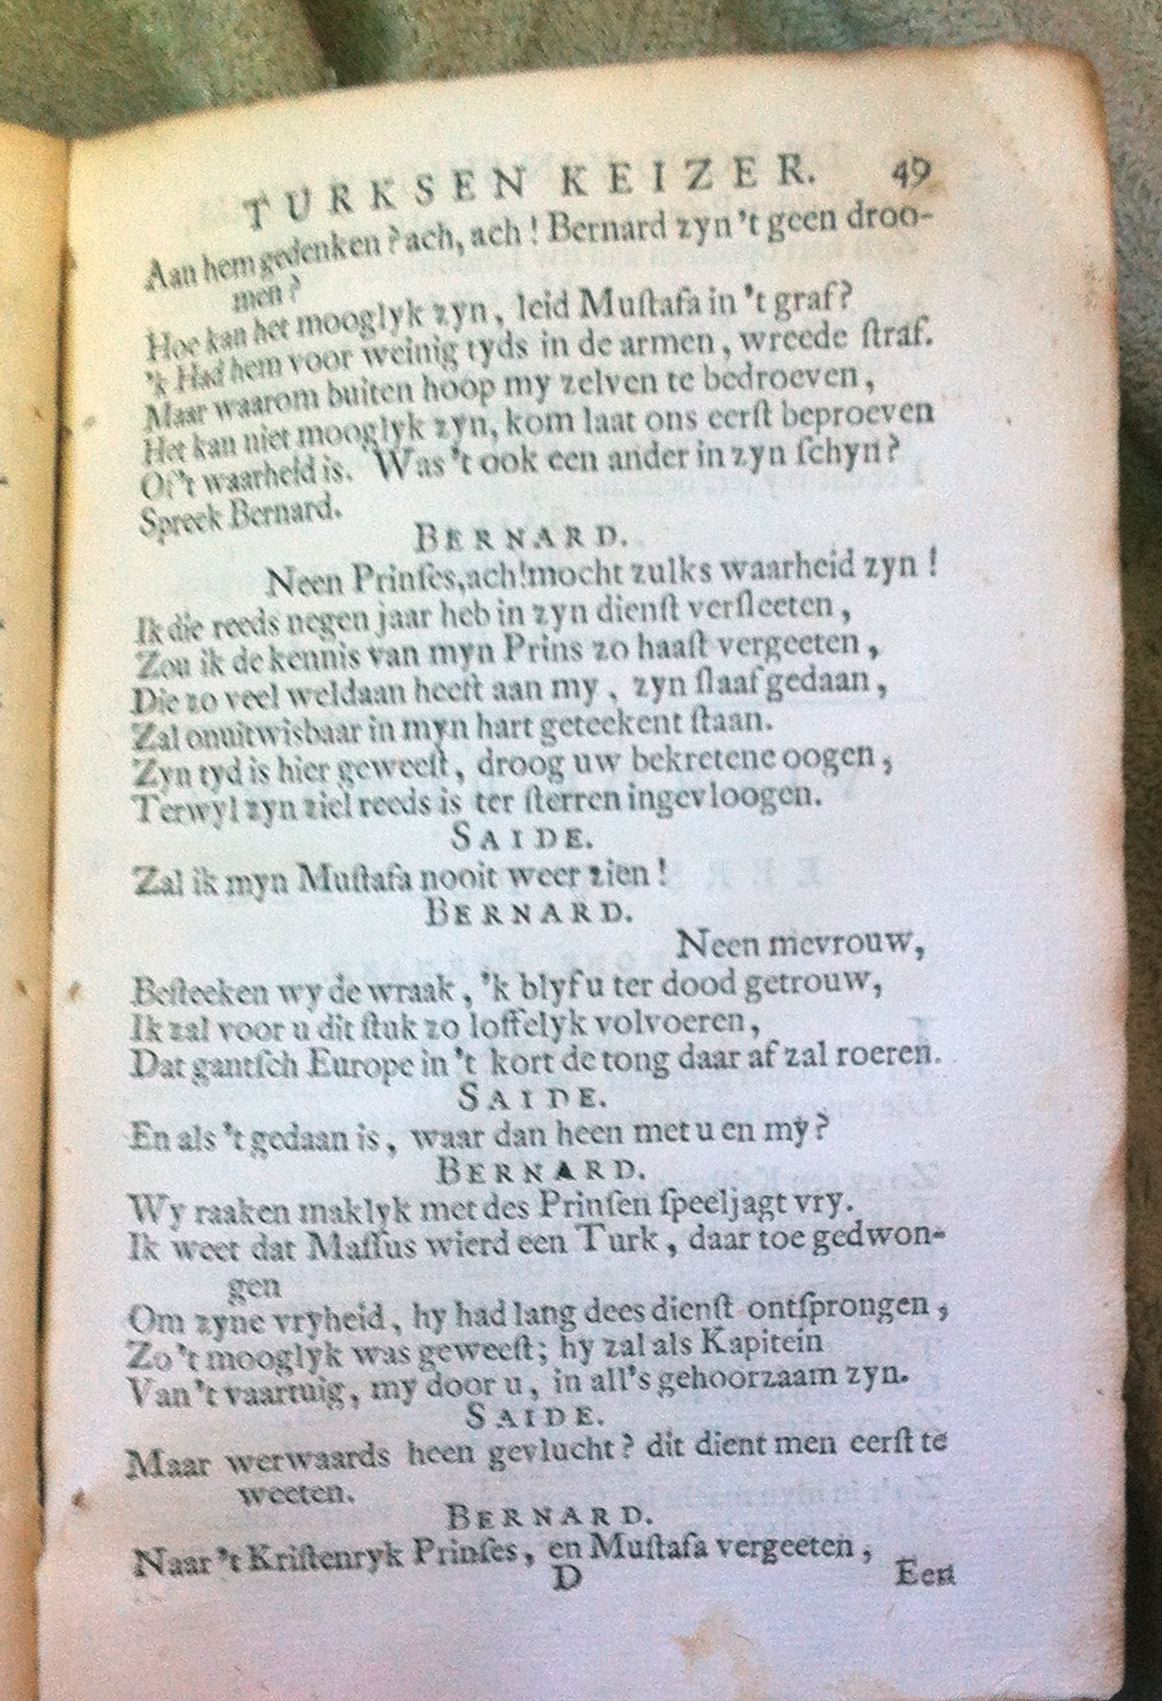 TURKSEN KEIZER. 49
Aan hem gedenken? ach, ach! Bernard zyn 't geen droo-
men?
Hoe kan het mooglyk zyn, leid Muſtafa in 't graf?
'k Had hem voor weinig tyds in de armen, wreede ſtraf.
Maar waarom buiten hoop my zelven te bedroeven,
Het kan niet mooglyk zyn, kom laat ons eerſt beproeven
Of't waarheid is. Was 't ook een ander in zyn ſchyn?
Spreek Bernard.
BERNARD.
Neen Prinſes, ach! mocht zulks waarheid zyn!
Ik die reeds negen jaar heb in zyn dienſt verſleeten,
Zou ik de kennis van myn Prins zo haaſt vergeeten,
Die zo veel weldaan heeft aan my, zyn ſlaaf gedaan,
Zal onuitwisbaar in myn hart geteekent ſtaan.
Zyn tyd is hier geweeſt, droog uw bekretene oogen,
Terwyl zyn ziel reeds is ter ſterren ingevloogen.
SAIDE.
Zal ik myn Muſtafa nooit weer zien!
BERNARD.
Neen mevrouw,
Beſteeken wy de wraak, 'k blyf u ter dood getrouw,
Ik zal voor u dit ſtuk zo loffelyk volvoeren,
Dat gantſch Europe in 't kort de tong daar af zal roeren.
SAIDE.
En als 't gedaan is, waar dan heen met u en my?
BERNARD.
Wy raaken maklyk met des Prinſen ſpeeljagt vry.
Ik weet dat Maſſus wierd een Turk, daar toe gedwon-
gen
Om zyne vryheid, hy had lang dees dienſt ontſprongen,
Zo 't mooglyk was geweeſt; hy zal als Kapitein
Van 't vaartuig, my door u, in all's gehoorzaam zyn.
SAIDE.
Maar werwaards heen gevlucht? dit dient men eerſt te
weeten.
BERNARD.
Naar 't Kriſtenryk Prinſes, en Muſtafa vergeeten,
D Een